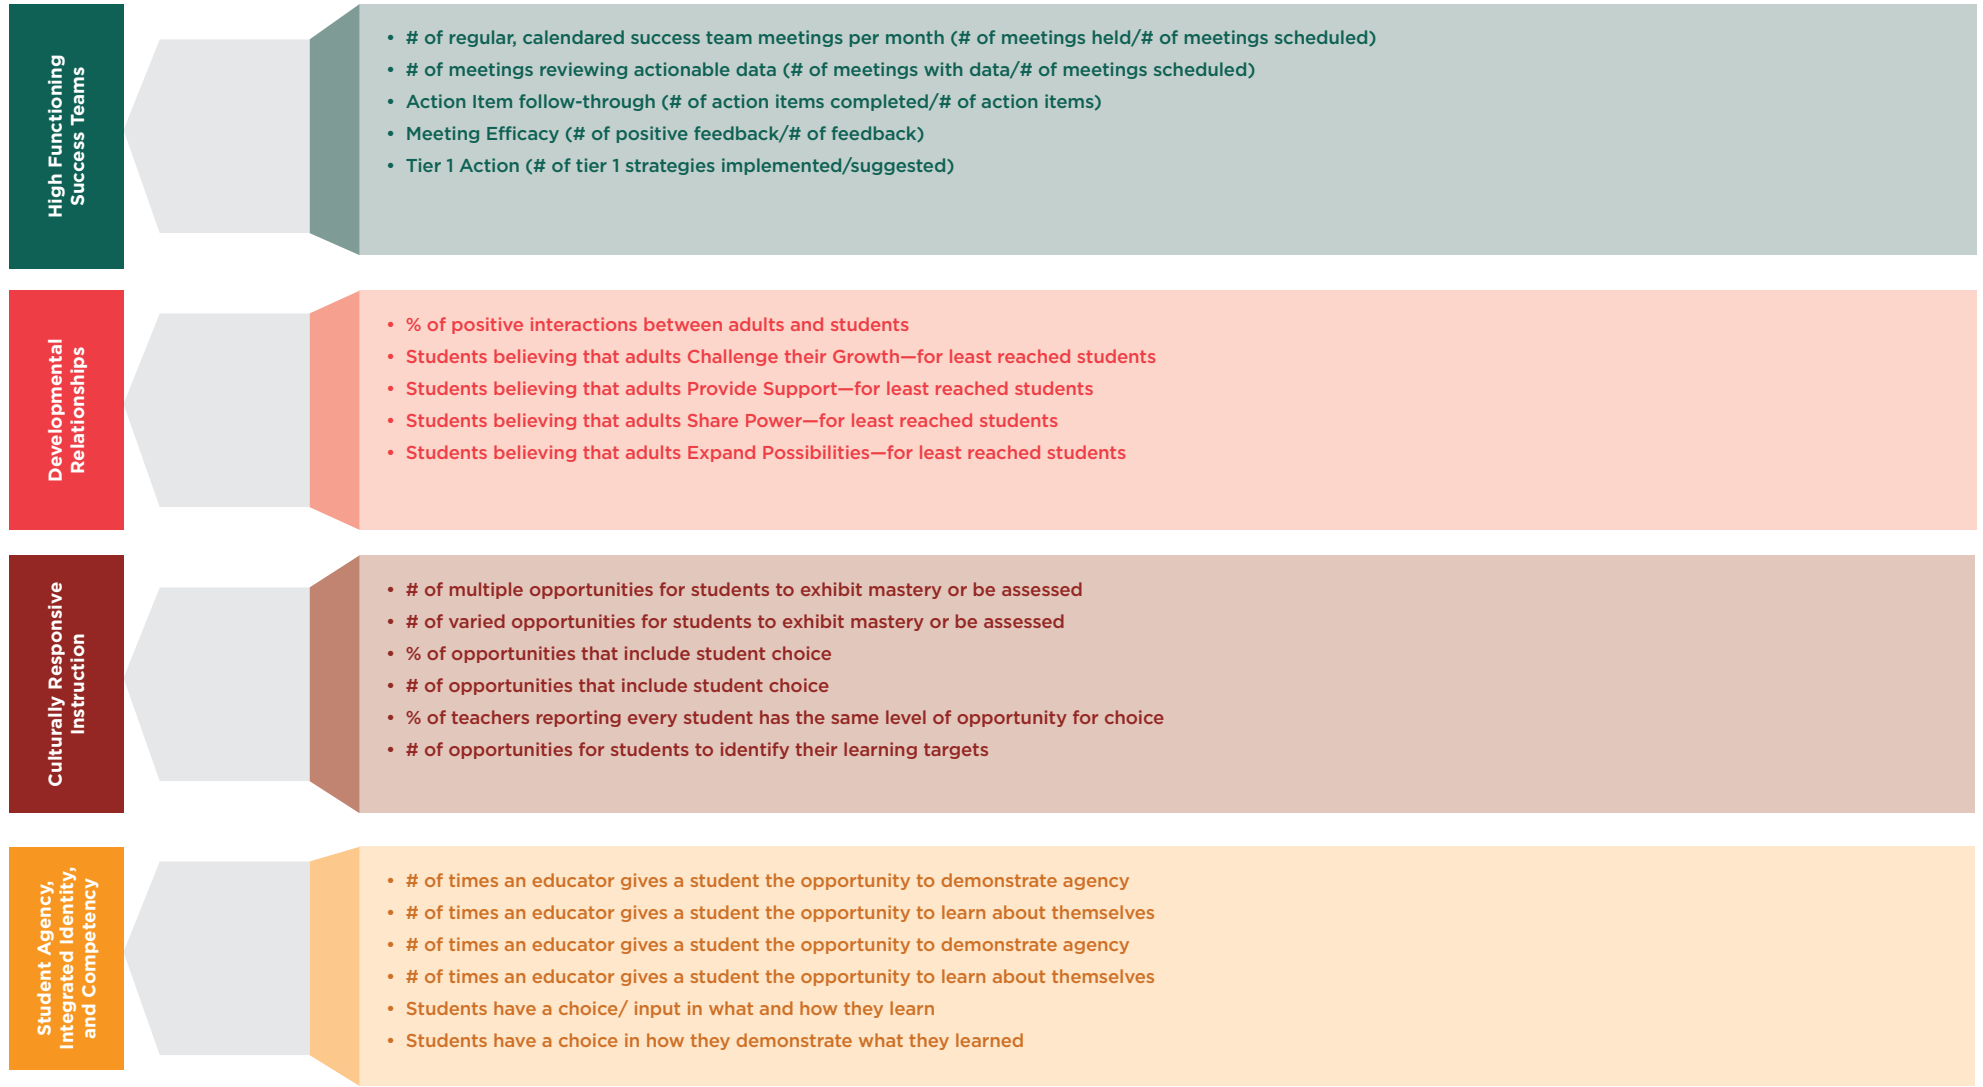 High Functioning
Success Teams
• # of regular, calendared success team meetings per month (# of meetings held/# of meetings scheduled)
• # of meetings reviewing actionable data (# of meetings with data/# of meetings scheduled)
• Action Item follow-through (# of action items completed/# of action items)
• Meeting Efficacy (# of positive feedback/# of feedback)
• Tier 1 Action (# of tier 1 strategies implemented/suggested)
Developmental
Relationships
• % of positive interactions between adults and students
• Students believing that adults Challenge their Growth—for least reached students
• Students believing that adults Provide Support—for least reached students
• Students believing that adults Share Power—for least reached students
• Students believing that adults Expand Possibilities—for least reached students
Culturally Responsive
Instruction
• # of multiple opportunities for students to exhibit mastery or be assessed
• # of varied opportunities for students to exhibit mastery or be assessed
• % of opportunities that include student choice
• # of opportunities that include student choice
• % of teachers reporting every student has the same level of opportunity for choice
• # of opportunities for students to identify their learning targets
Student Agency,
Integrated Identity,
and Competency
• # of times an educator gives a student the opportunity to demonstrate agency
• # of times an educator gives a student the opportunity to learn about themselves
• # of times an educator gives a student the opportunity to demonstrate agency
• # of times an educator gives a student the opportunity to learn about themselves
• Students have a choice/ input in what and how they learn
• Students have a choice in how they demonstrate what they learned